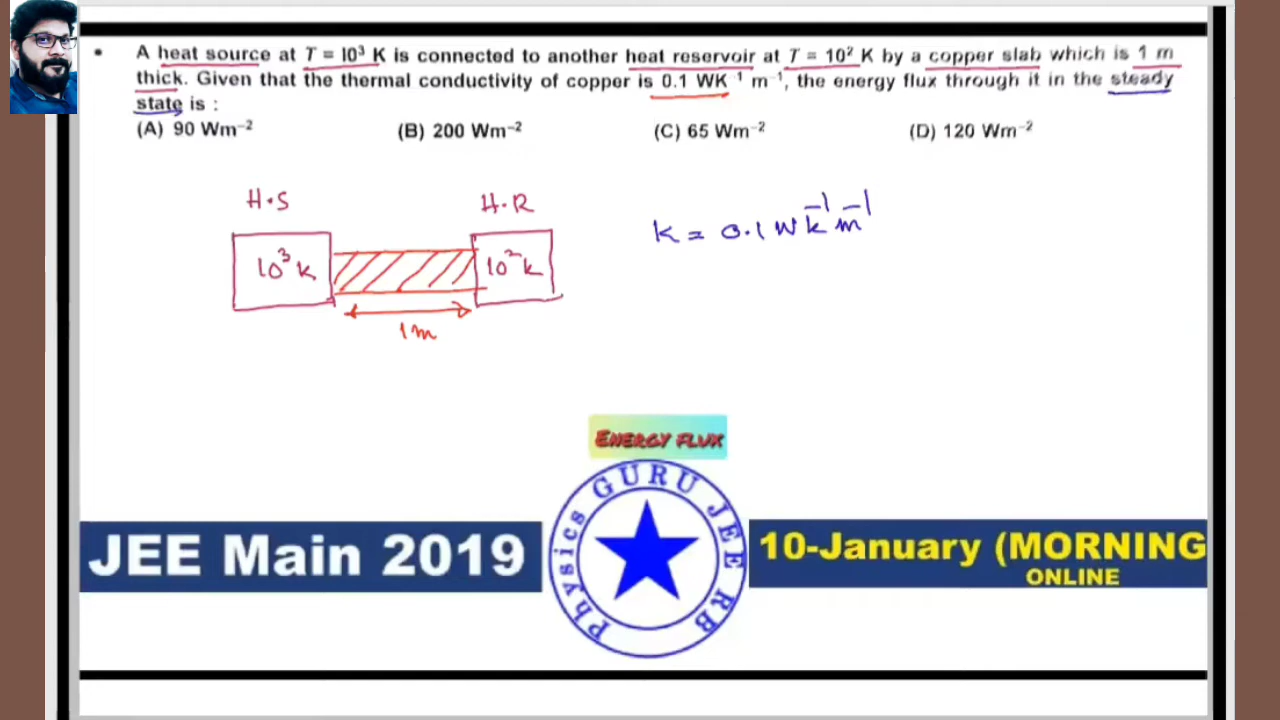 • A heat source at T = 10³ K is connected to another heat reservoir at T = 10² K by a copper slab which is 1 m
thick. Given that the thermal conductivity of copper is 0.1 WK⁻¹ m⁻¹, the energy flux through it in the steady
state is :
(A) 90 Wm⁻² (B) 200 Wm⁻² (C) 65 Wm⁻² (D) 120 Wm⁻²
H.S H.R
k = 0.1 W k⁻¹ m⁻¹
10³ k 10² k
1m
ENERGY FLUX
Physics GURU JEE RB
JEE Main 2019
10-January (MORNING
ONLINE